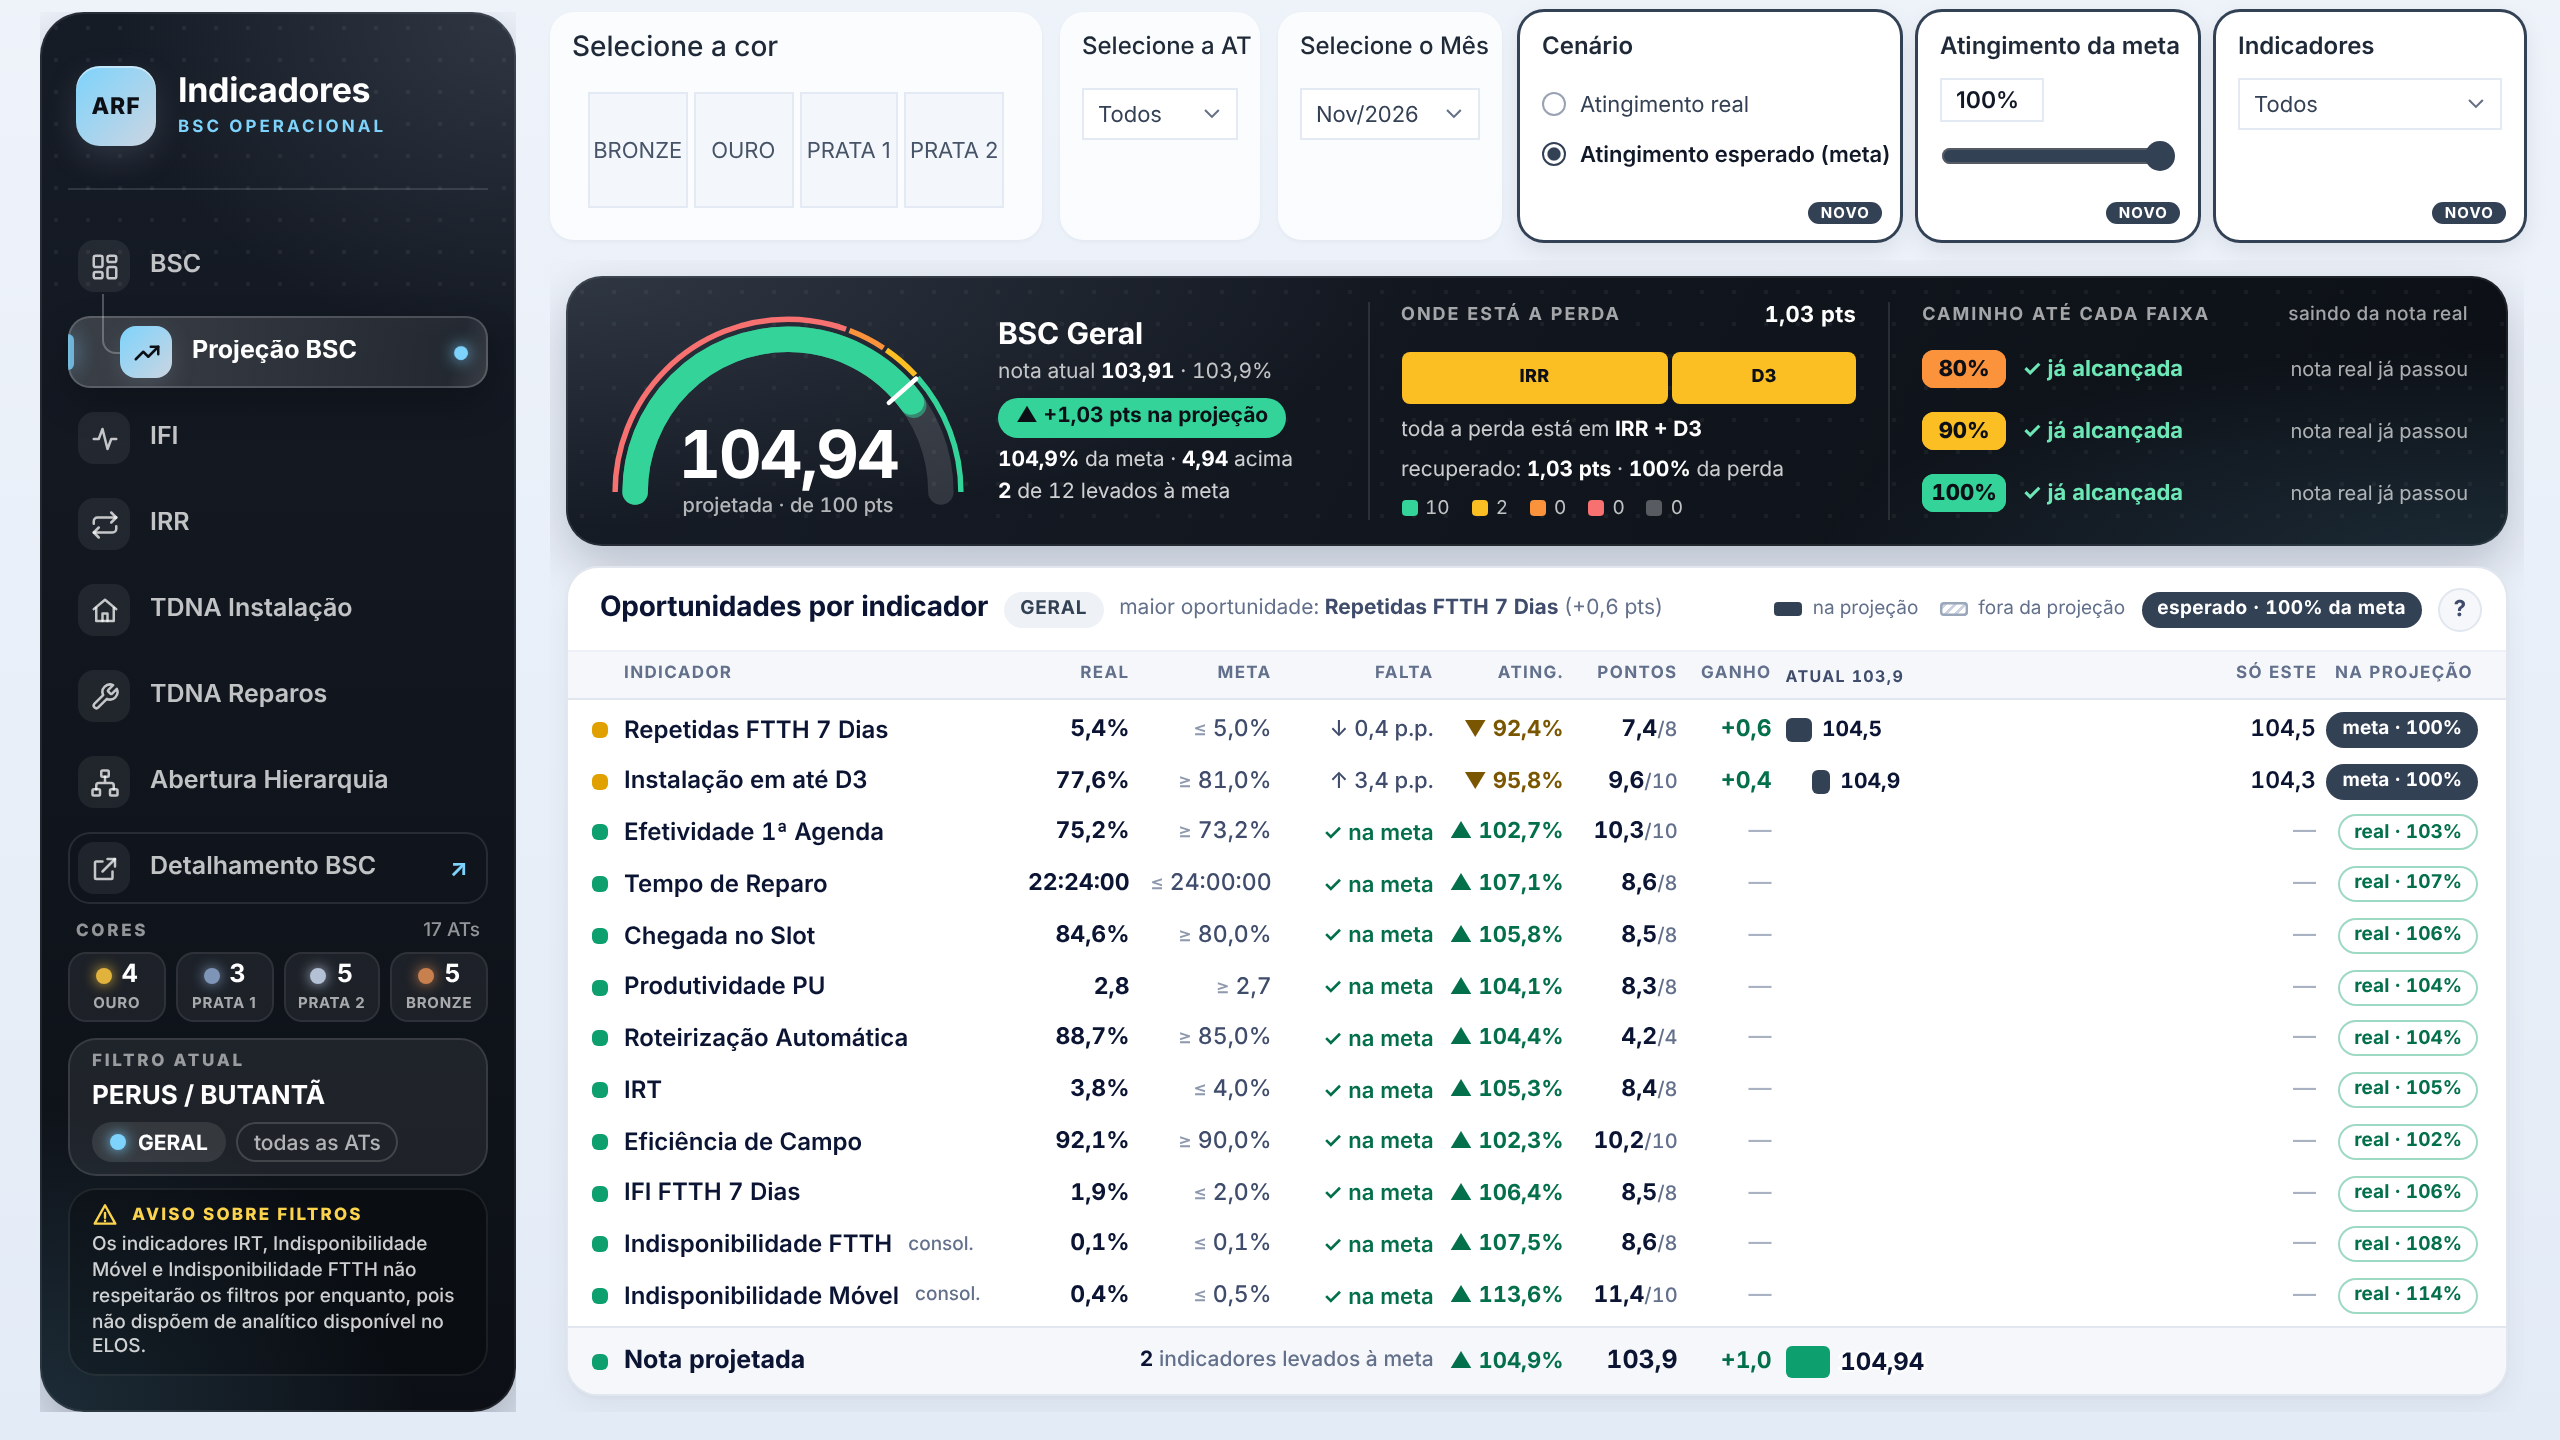 ARF
Indicadores
BSC OPERACIONAL
BSC
Projeção BSC
IFI
IRR
TDNA Instalação
TDNA Reparos
Abertura Hierarquia
Detalhamento BSC
CORES 17 ATs
4 3 5 5
OURO PRATA 1 PRATA 2 BRONZE
FILTRO ATUAL
PERUS / BUTANTÃ
GERAL todas as ATs
AVISO SOBRE FILTROS
Os indicadores IRT, Indisponibilidade
Móvel e Indisponibilidade FTTH não
respeitarão os filtros por enquanto, pois
não dispõem de analítico disponível no
ELOS.
Selecione a cor
BRONZE OURO PRATA 1 PRATA 2
Selecione a AT
Todos
Selecione o Mês
Nov/2026
Cenário
Atingimento real
Atingimento esperado (meta)
NOVO
Atingimento da meta
100%
NOVO
Indicadores
Todos
NOVO
104,94
projetada · de 100 pts
BSC Geral
nota atual 103,91 · 103,9%
▲ +1,03 pts na projeção
104,9% da meta · 4,94 acima
2 de 12 levados à meta
ONDE ESTÁ A PERDA 1,03 pts
IRR D3
toda a perda está em IRR + D3
recuperado: 1,03 pts · 100% da perda
10 2 0 0 0
CAMINHO ATÉ CADA FAIXA saindo da nota real
80% ✓ já alcançada nota real já passou
90% ✓ já alcançada nota real já passou
100% ✓ já alcançada nota real já passou
Oportunidades por indicador GERAL maior oportunidade: Repetidas FTTH 7 Dias (+0,6 pts) na projeção fora da projeção esperado · 100% da meta ?
INDICADOR REAL META FALTA ATING. PONTOS GANHO ATUAL 103,9 SÓ ESTE NA PROJEÇÃO
Repetidas FTTH 7 Dias 5,4% ≤ 5,0% ↓ 0,4 p.p. ▼ 92,4% 7,4/8 +0,6 104,5 104,5 meta · 100%
Instalação em até D3 77,6% ≥ 81,0% ↑ 3,4 p.p. ▼ 95,8% 9,6/10 +0,4 104,9 104,3 meta · 100%
Efetividade 1ª Agenda 75,2% ≥ 73,2% ✓ na meta ▲ 102,7% 10,3/10 — — real · 103%
Tempo de Reparo 22:24:00 ≤ 24:00:00 ✓ na meta ▲ 107,1% 8,6/8 — — real · 107%
Chegada no Slot 84,6% ≥ 80,0% ✓ na meta ▲ 105,8% 8,5/8 — — real · 106%
Produtividade PU 2,8 ≥ 2,7 ✓ na meta ▲ 104,1% 8,3/8 — — real · 104%
Roteirização Automática 88,7% ≥ 85,0% ✓ na meta ▲ 104,4% 4,2/4 — — real · 104%
IRT 3,8% ≤ 4,0% ✓ na meta ▲ 105,3% 8,4/8 — — real · 105%
Eficiência de Campo 92,1% ≥ 90,0% ✓ na meta ▲ 102,3% 10,2/10 — — real · 102%
IFI FTTH 7 Dias 1,9% ≤ 2,0% ✓ na meta ▲ 106,4% 8,5/8 — — real · 106%
Indisponibilidade FTTH consol. 0,1% ≤ 0,1% ✓ na meta ▲ 107,5% 8,6/8 — — real · 108%
Indisponibilidade Móvel consol. 0,4% ≤ 0,5% ✓ na meta ▲ 113,6% 11,4/10 — — real · 114%
Nota projetada 2 indicadores levados à meta ▲ 104,9% 103,9 +1,0 104,94